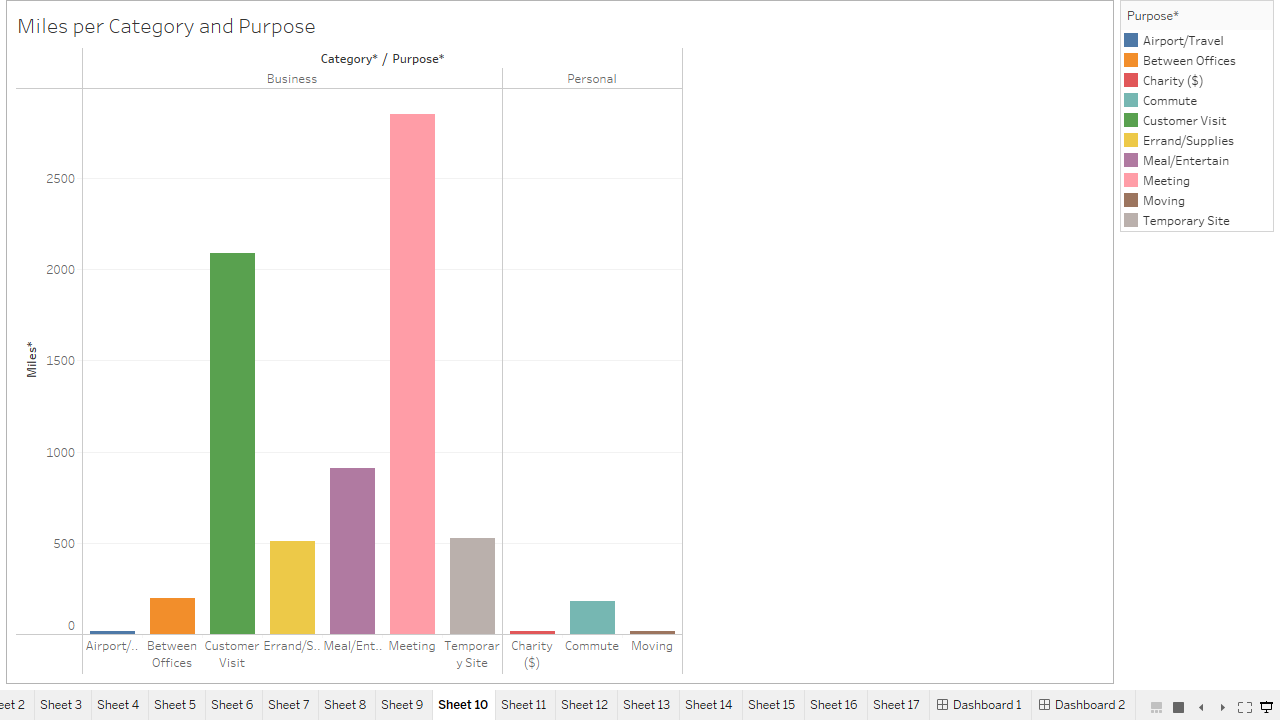 Miles per Category and Purpose
Category* / Purpose*
Business
Personal
Miles*
2500
2000
1500
1000
500
0
Airport/..
Between Offices
Customer Visit
Errand/S..
Meal/Ent..
Meeting
Temporar
y Site
Charity ($)
Commute
Moving
Purpose*
Airport/Travel
Between Offices
Charity ($)
Commute
Customer Visit
Errand/Supplies
Meal/Entertain
Meeting
Moving
Temporary Site
eet 2
Sheet 3
Sheet 4
Sheet 5
Sheet 6
Sheet 7
Sheet 8
Sheet 9
Sheet 10
Sheet 11
Sheet 12
Sheet 13
Sheet 14
Sheet 15
Sheet 16
Sheet 17
Dashboard 1
Dashboard 2